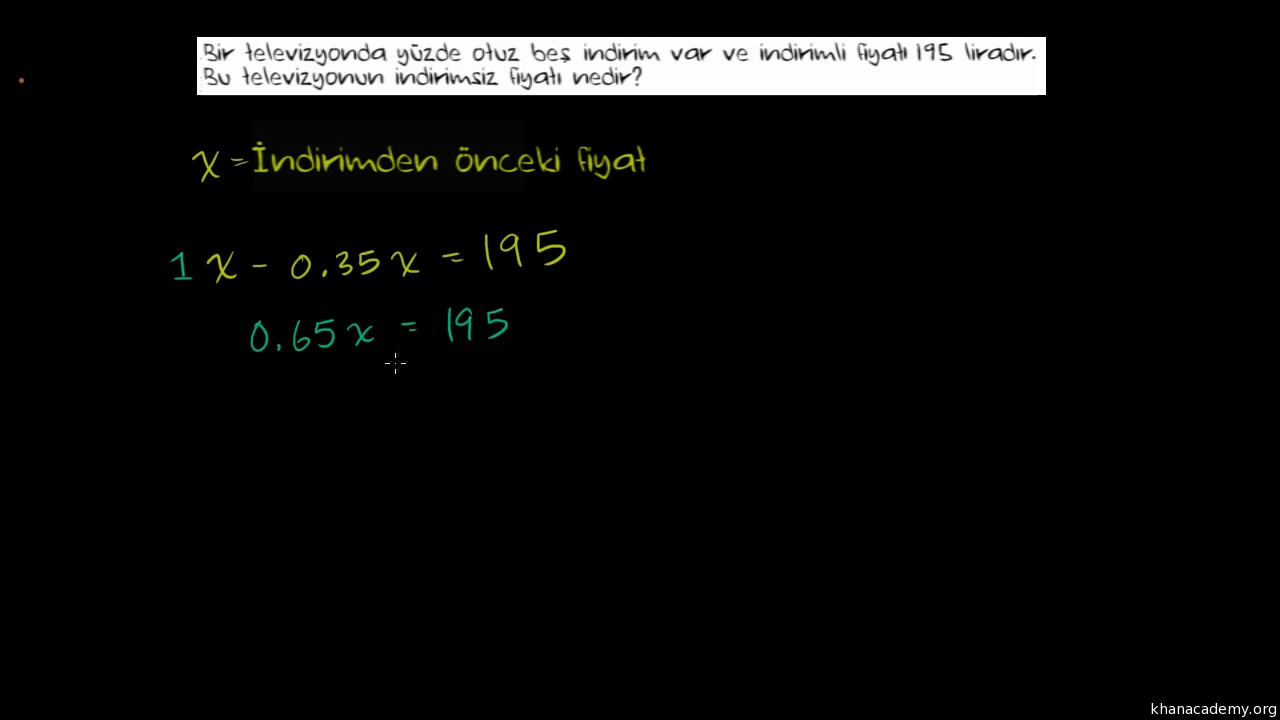 Bir televizyonda yüzde otuz beş indirim var ve indirimli fiyatı 195 liradır.
Bu televizyonun indirimsiz fiyatı nedir?
x = İndirimden önceki fiyat
1x - 0.35x = 195
0.65x = 195
khanacademy.org